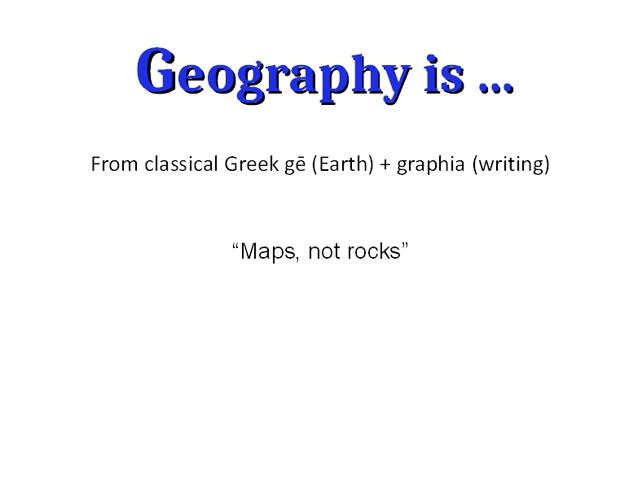 Geography is ...
From classical Greek gē (Earth) + graphia (writing)
“Maps, not rocks”